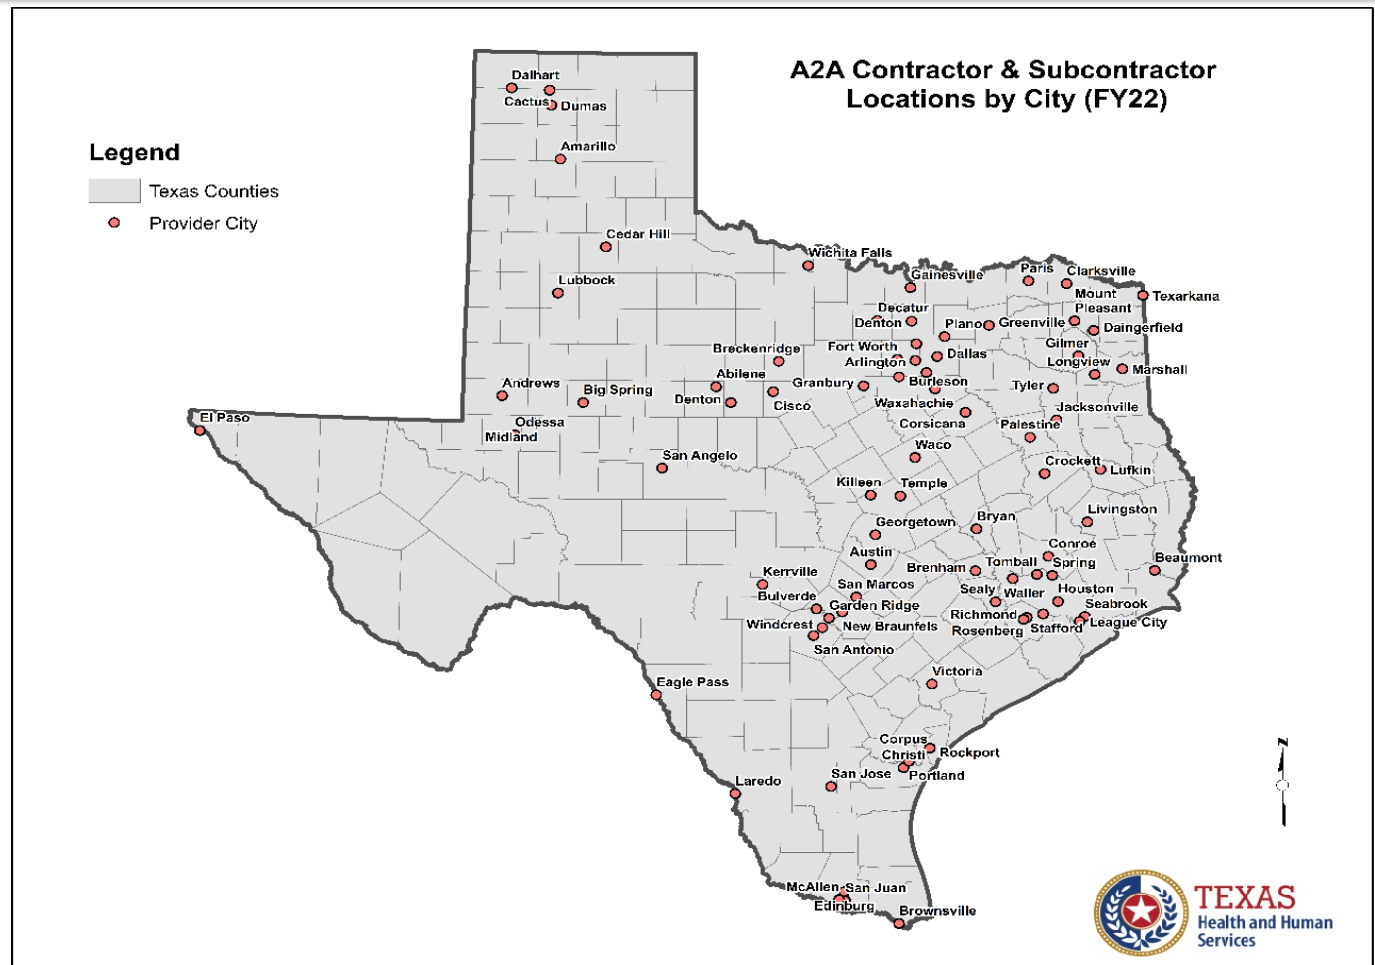 A2A Contractor & Subcontractor
Locations by City (FY22)
Legend
Texas Counties
Provider City
Dalhart
Cactus
Dumas
Amarillo
Cedar Hill
Lubbock
Wichita Falls
Gainesville
Paris
Clarksville
Mount
Pleasant
Texarkana
Decatur
Denton
Plano
Greenville
Daingerfield
Fort Worth
Arlington
Dallas
Gilmer
Longview
Marshall
Breckenridge
Abilene
Denton
Cisco
Granbury
Burleson
Tyler
Andrews
Big Spring
Waxahachie
Corsicana
Jacksonville
Palestine
El Paso
Odessa
Midland
San Angelo
Waco
Crockett
Lufkin
Killeen
Temple
Livingston
Georgetown
Bryan
Austin
Conroe
Brenham
Tomball
Spring
Beaumont
Kerrville
Bulverde
San Marcos
Sealy
Waller
Houston
Garden Ridge
Seabrook
Windcrest
New Braunfels
Richmond
League City
Rosenberg
Stafford
San Antonio
Victoria
Eagle Pass
Corpus
Christi
Rockport
San Jose
Portland
Laredo
McAllen
San Juan
Edinburg
Brownsville
N
TEXAS
Health and Human
Services